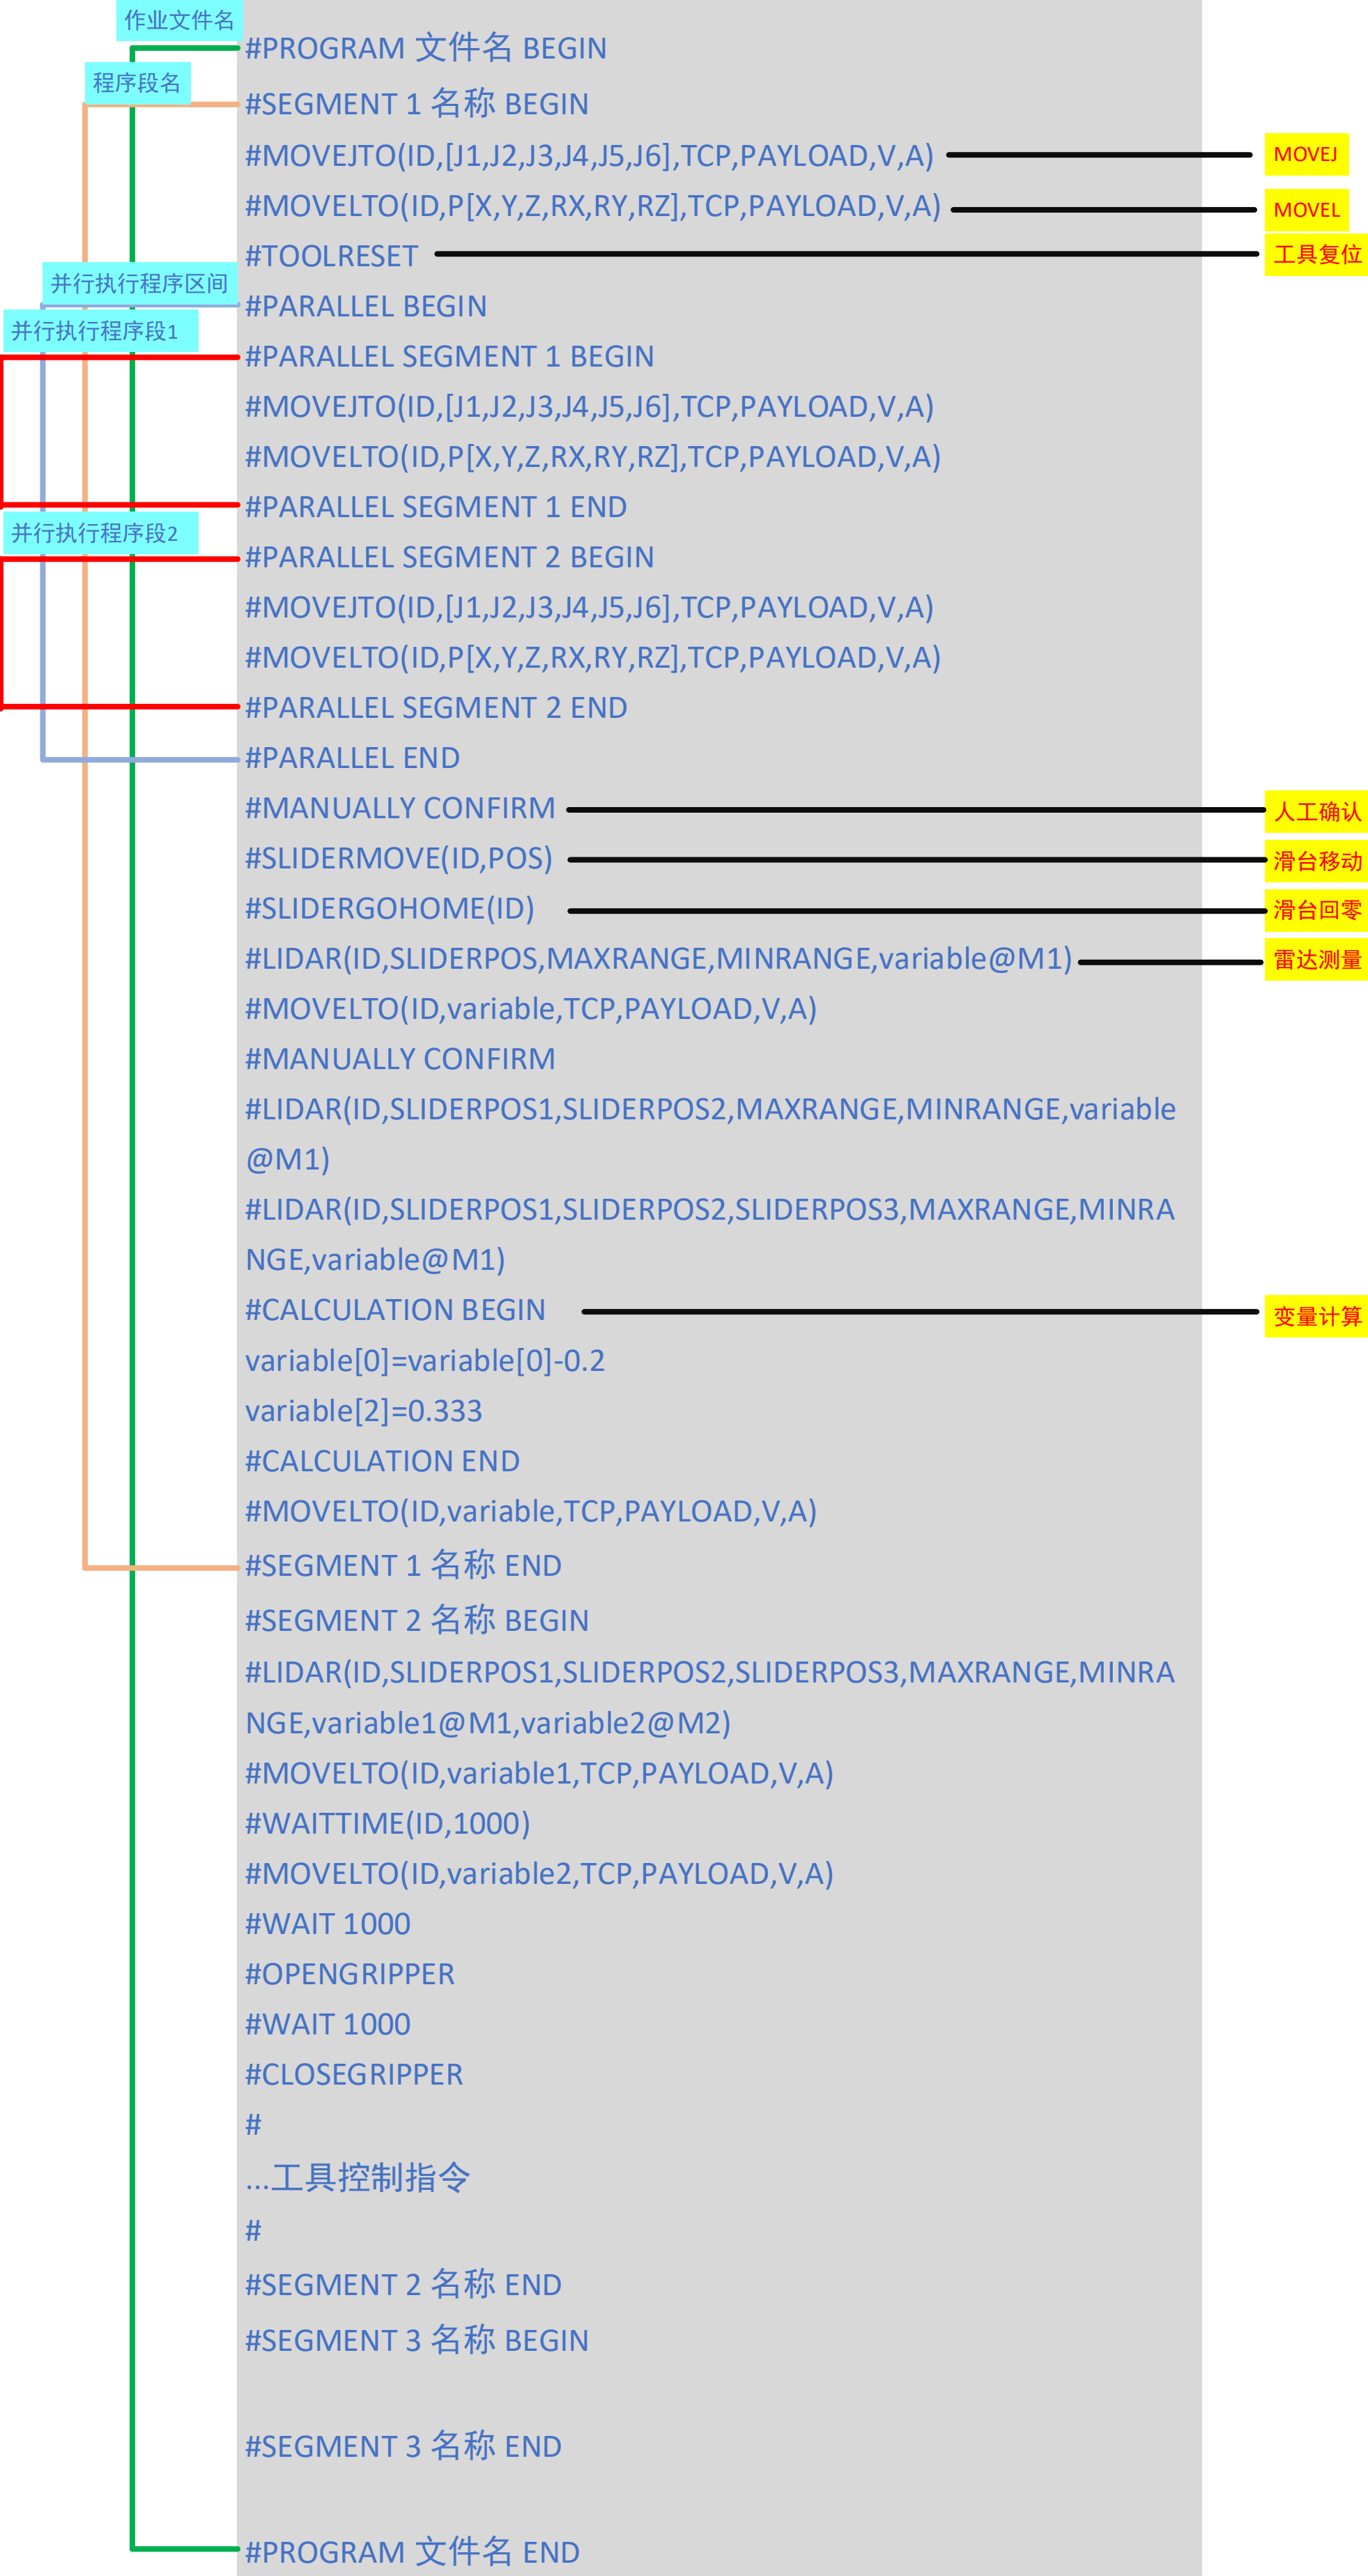 作业文件名
#PROGRAM 文件名 BEGIN
程序段名
#SEGMENT 1 名称 BEGIN
#MOVEJTO(ID,[J1,J2,J3,J4,J5,J6],TCP,PAYLOAD,V,A)
MOVEJ
#MOVELTO(ID,P[X,Y,Z,RX,RY,RZ],TCP,PAYLOAD,V,A)
MOVEL
#TOOLRESET
工具复位
并行执行程序区间
#PARALLEL BEGIN
并行执行程序段1
#PARALLEL SEGMENT 1 BEGIN
#MOVEJTO(ID,[J1,J2,J3,J4,J5,J6],TCP,PAYLOAD,V,A)
#MOVELTO(ID,P[X,Y,Z,RX,RY,RZ],TCP,PAYLOAD,V,A)
#PARALLEL SEGMENT 1 END
并行执行程序段2
#PARALLEL SEGMENT 2 BEGIN
#MOVEJTO(ID,[J1,J2,J3,J4,J5,J6],TCP,PAYLOAD,V,A)
#MOVELTO(ID,P[X,Y,Z,RX,RY,RZ],TCP,PAYLOAD,V,A)
#PARALLEL SEGMENT 2 END
#PARALLEL END
#MANUALLY CONFIRM
人工确认
#SLIDERMOVE(ID,POS)
滑台移动
#SLIDERGOHOME(ID)
滑台回零
#LIDAR(ID,SLIDERPOS,MAXRANGE,MINRANGE,variable@M1)
雷达测量
#MOVELTO(ID,variable,TCP,PAYLOAD,V,A)
#MANUALLY CONFIRM
#LIDAR(ID,SLIDERPOS1,SLIDERPOS2,MAXRANGE,MINRANGE,variable
@M1)
#LIDAR(ID,SLIDERPOS1,SLIDERPOS2,SLIDERPOS3,MAXRANGE,MINRA
NGE,variable@M1)
#CALCULATION BEGIN
变量计算
variable[0]=variable[0]-0.2
variable[2]=0.333
#CALCULATION END
#MOVELTO(ID,variable,TCP,PAYLOAD,V,A)
#SEGMENT 1 名称 END
#SEGMENT 2 名称 BEGIN
#LIDAR(ID,SLIDERPOS1,SLIDERPOS2,SLIDERPOS3,MAXRANGE,MINRA
NGE,variable1@M1,variable2@M2)
#MOVELTO(ID,variable1,TCP,PAYLOAD,V,A)
#WAITTIME(ID,1000)
#MOVELTO(ID,variable2,TCP,PAYLOAD,V,A)
#WAIT 1000
#OPENGRIPPER
#WAIT 1000
#CLOSEGRIPPER
#
...工具控制指令
#
#SEGMENT 2 名称 END
#SEGMENT 3 名称 BEGIN
#SEGMENT 3 名称 END
#PROGRAM 文件名 END